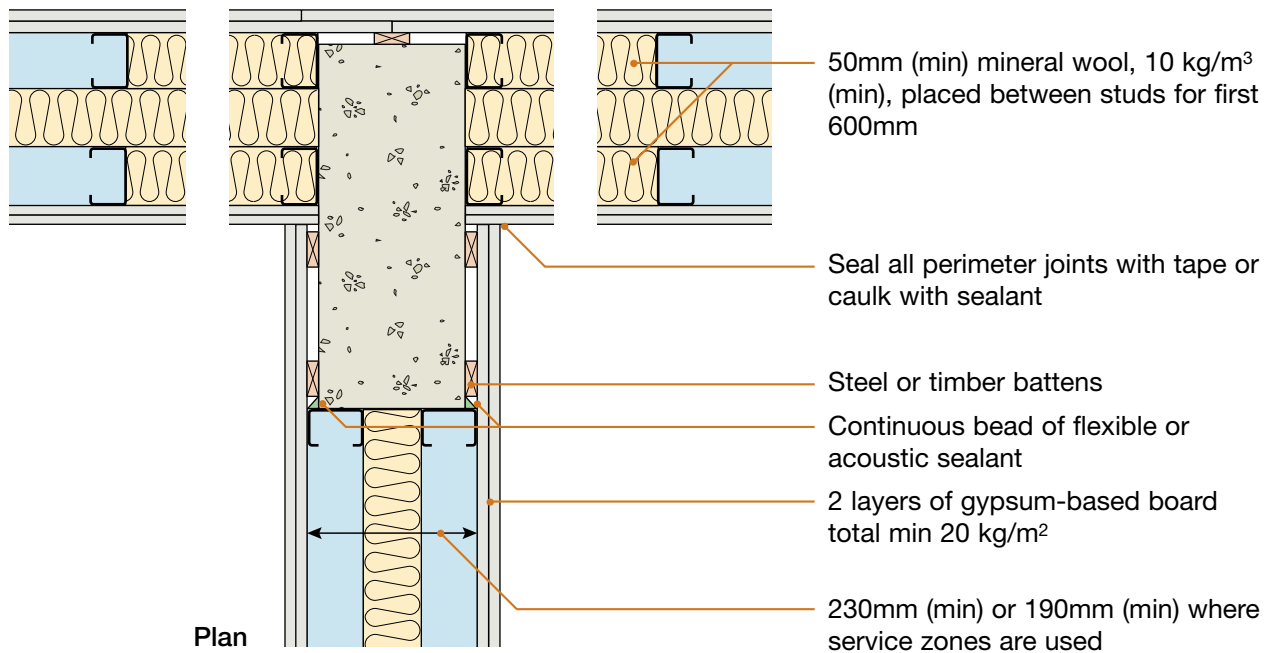 50mm (min) mineral wool, 10 kg/m³
(min), placed between studs for first
600mm
Seal all perimeter joints with tape or
caulk with sealant
Steel or timber battens
Continuous bead of flexible or
acoustic sealant
2 layers of gypsum-based board
total min 20 kg/m²
230mm (min) or 190mm (min) where
service zones are used
Plan